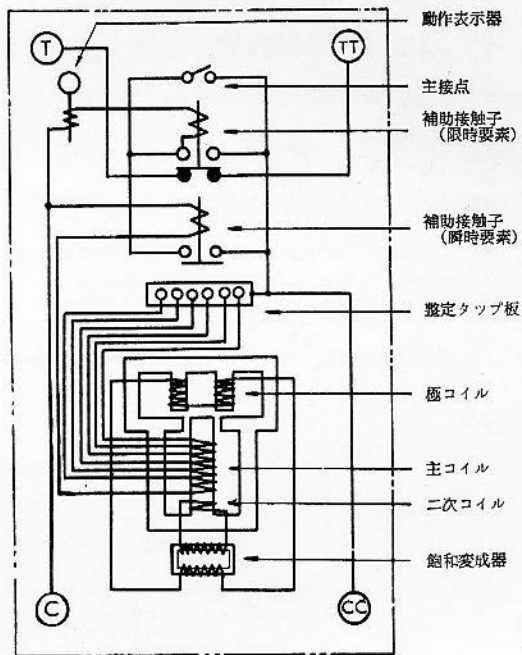 動作表示器
T
TT
主接点
補助接触子
(限時要素)
補助接触子
(瞬時要素)
整定タップ板
極コイル
主コイル
二次コイル
飽和変成器
C
CC